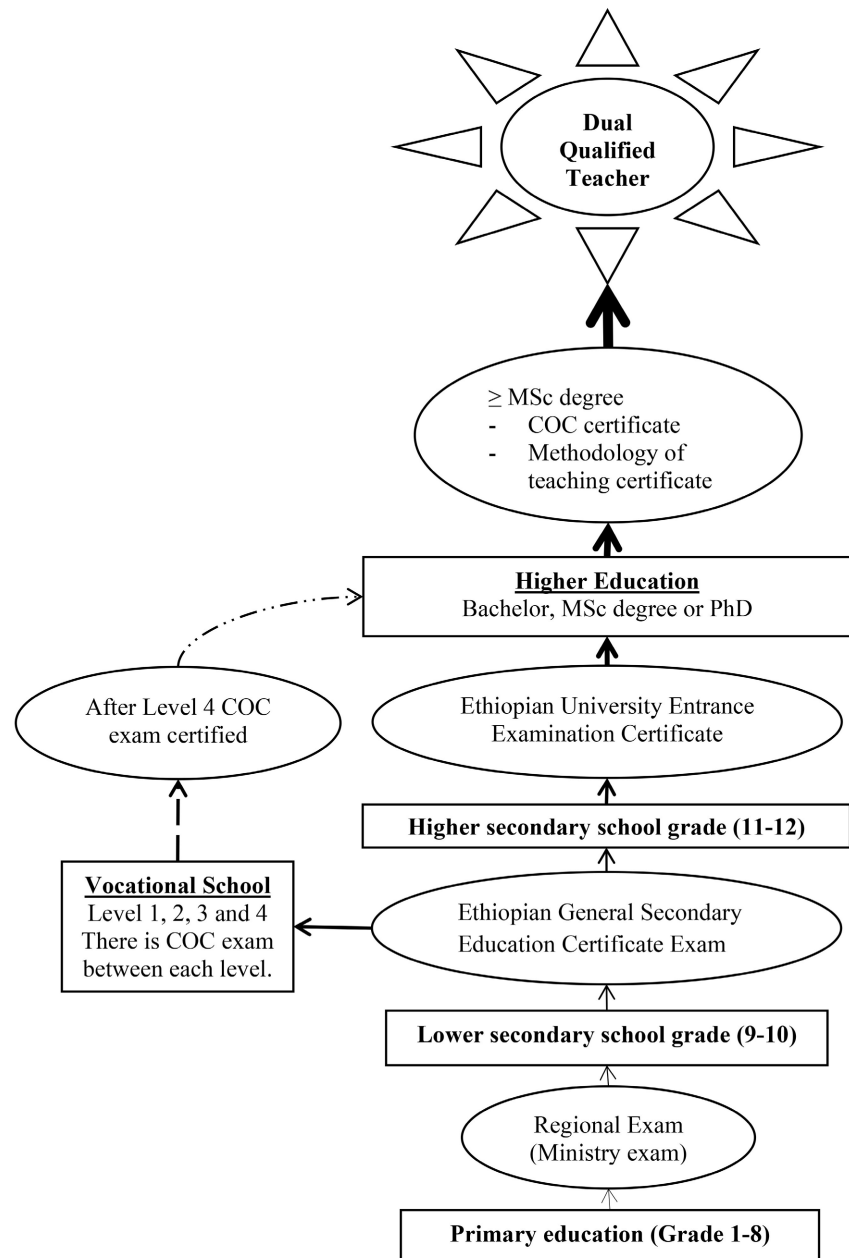 Dual
Qualified
Teacher
≥ MSc degree
- COC certificate
- Methodology of
teaching certificate
Higher Education
Bachelor, MSc degree or PhD
After Level 4 COC
exam certified
Ethiopian University Entrance
Examination Certificate
Higher secondary school grade (11-12)
Vocational School
Level 1, 2, 3 and 4
There is COC exam
between each level.
Ethiopian General Secondary
Education Certificate Exam
Lower secondary school grade (9-10)
Regional Exam
(Ministry exam)
Primary education (Grade 1-8)